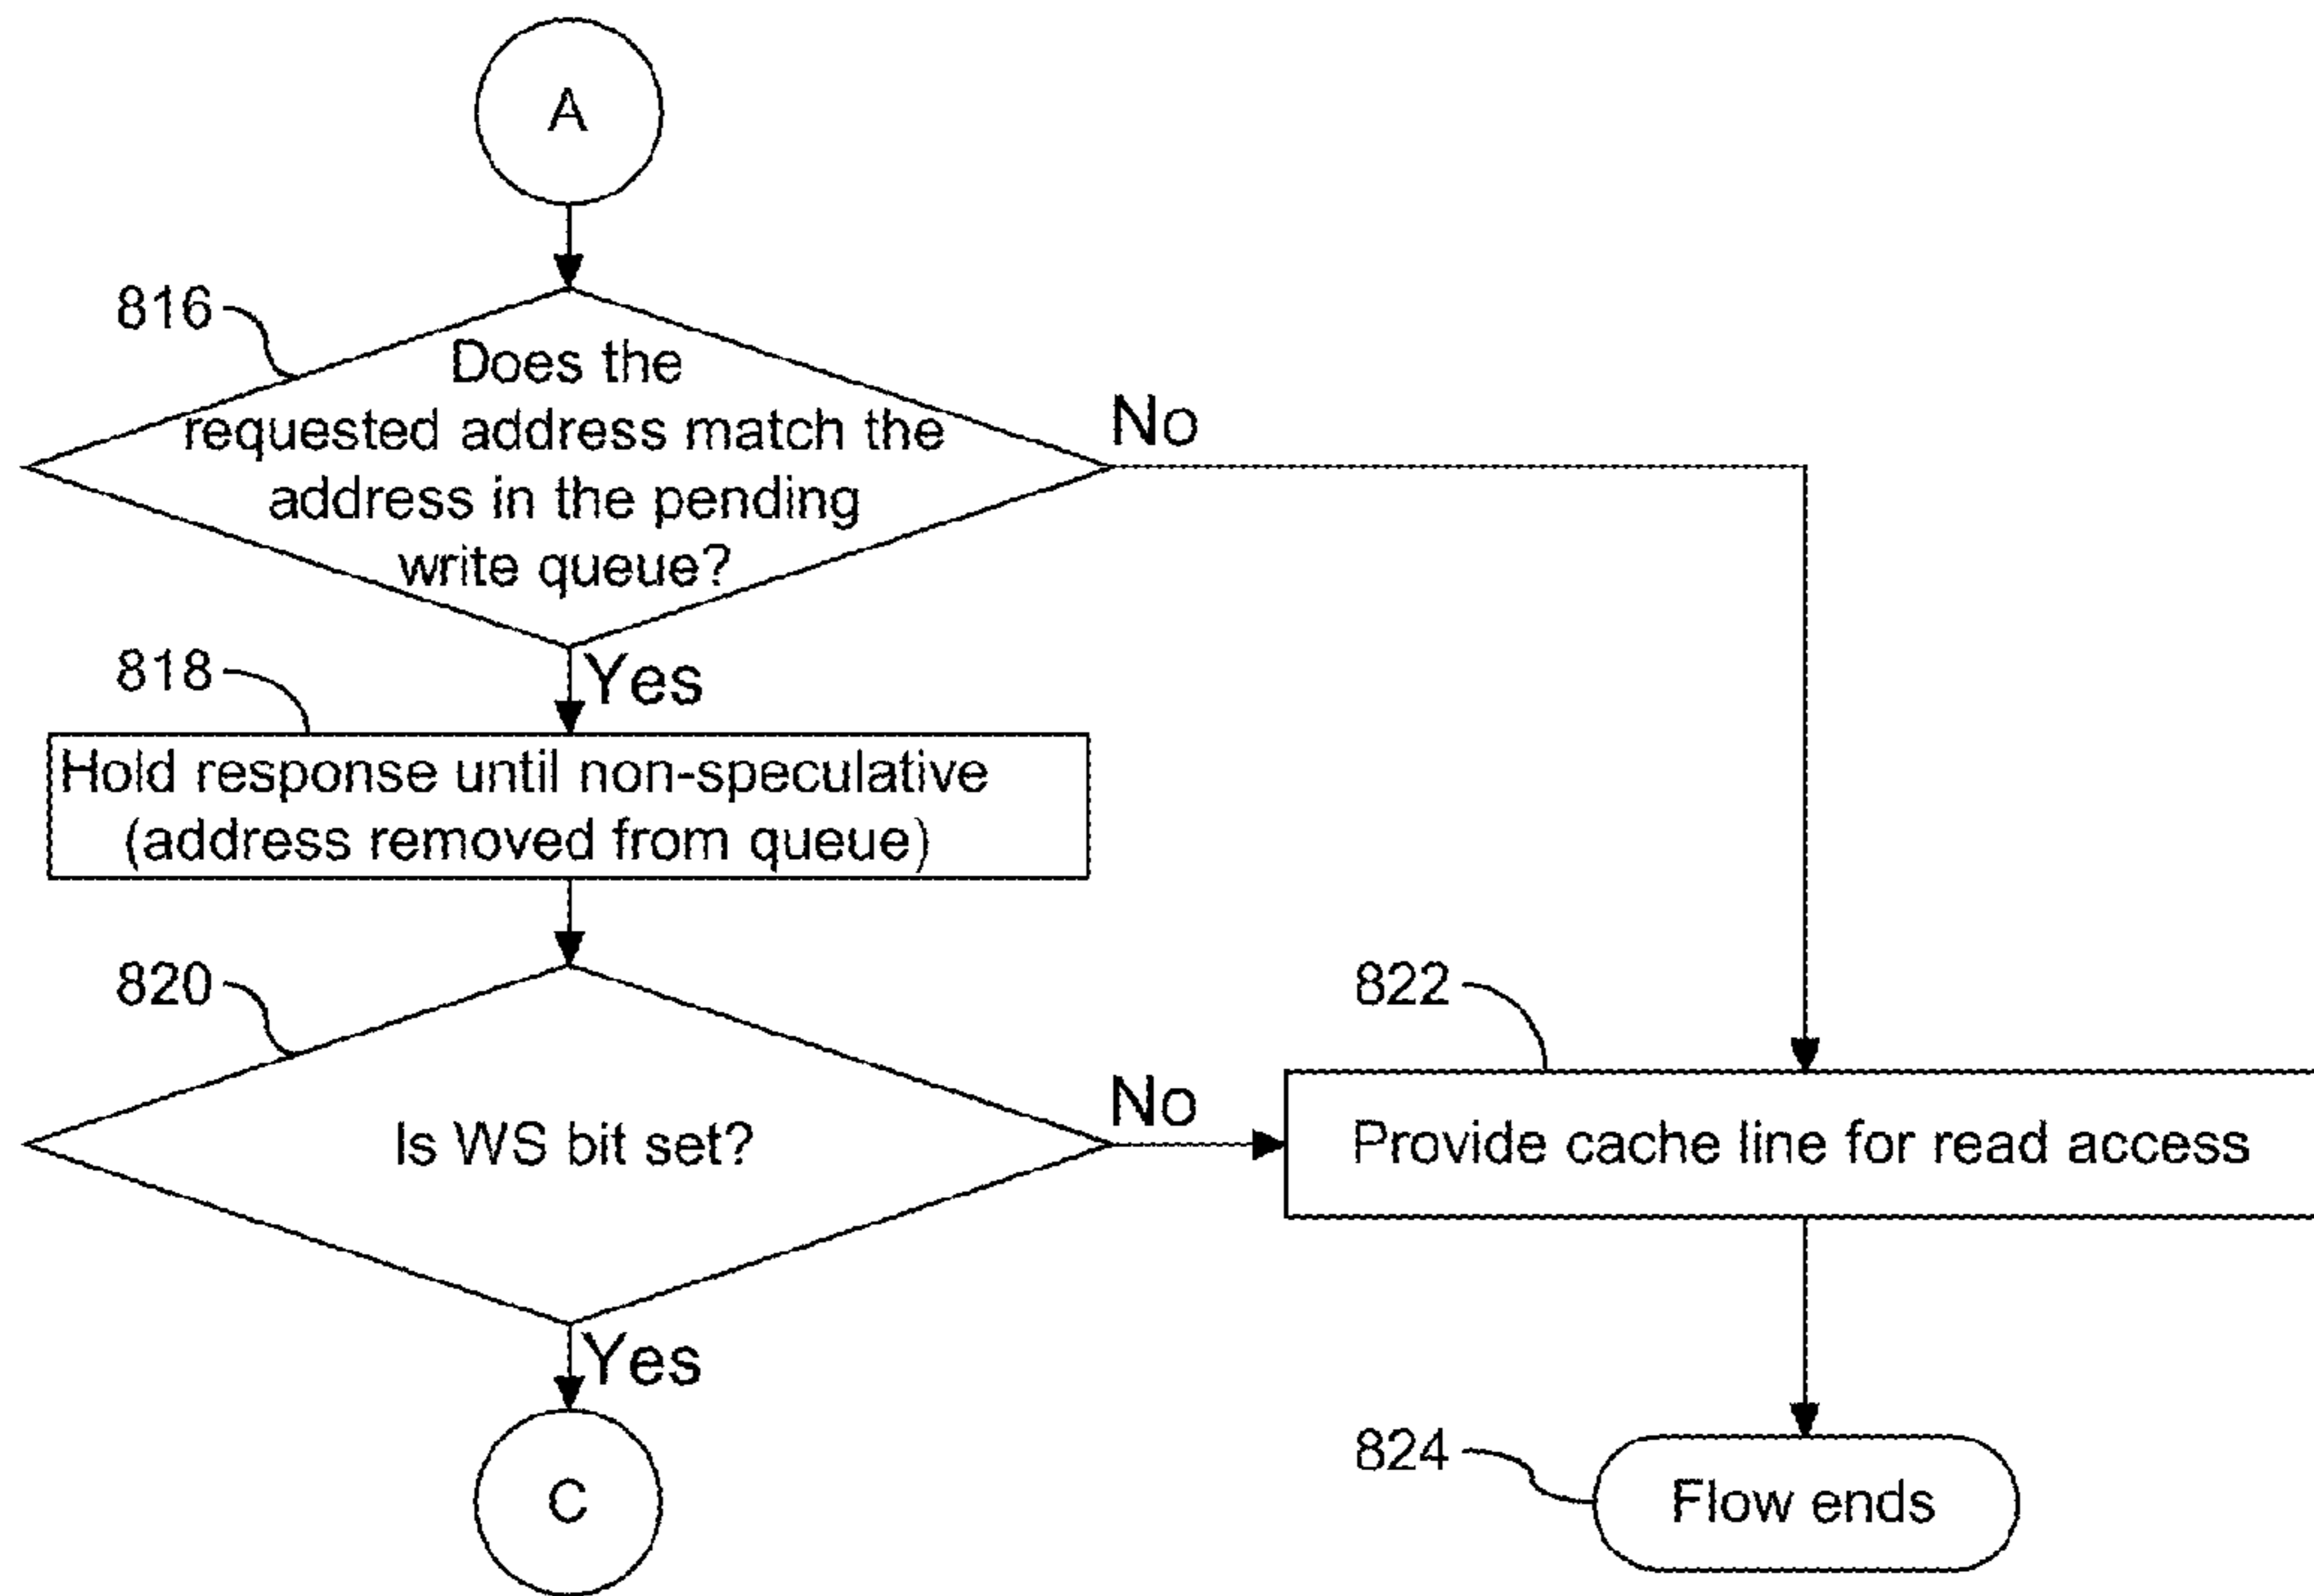 A
816
Does the
requested address match the
address in the pending
write queue?
No
818
Yes
Hold response until non-speculative
(address removed from queue)
820
Is WS bit set?
No
822
Provide cache line for read access
Yes
C
824
Flow ends